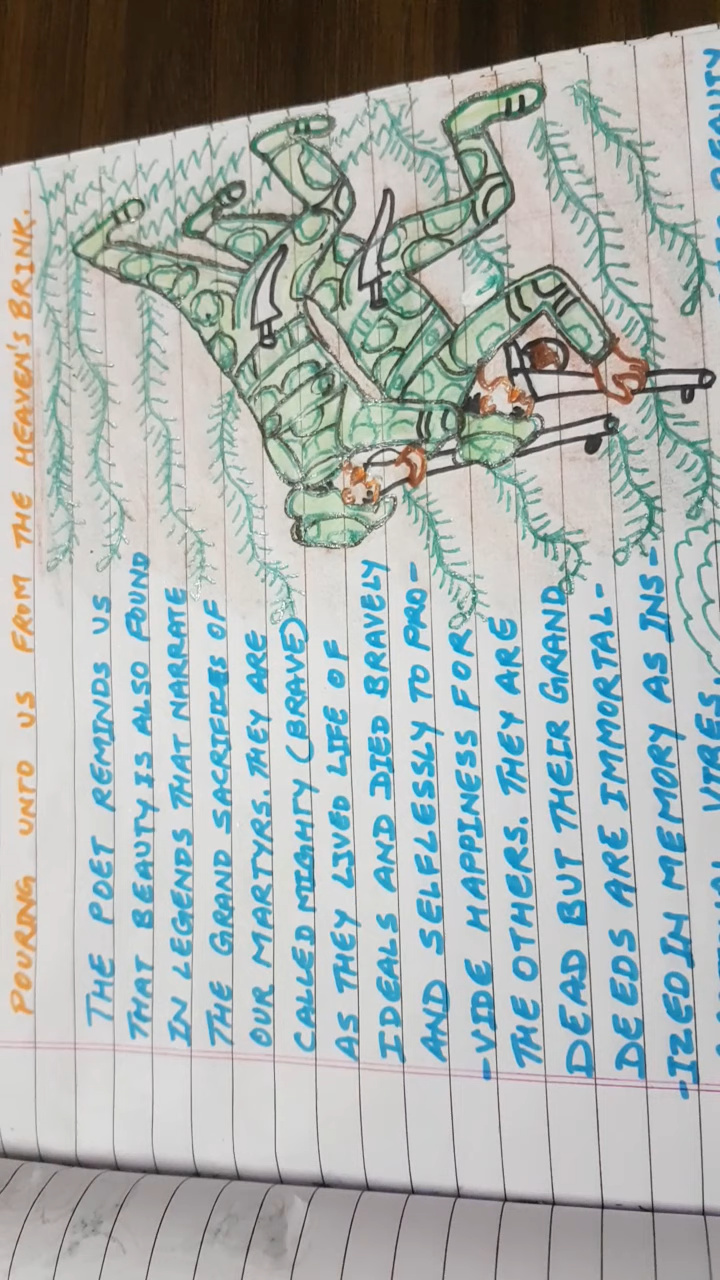 POURING UNTO US FROM THE HEAVEN'S BRINK.
THE POET REMINDS US
THAT BEAUTY IS ALSO FOUND
IN LEGENDS THAT NARRATE
THE GRAND SACRIFICES OF
OUR MARTYRS. THEY ARE
CALLED MIGHTY (BRAVE)
AS THEY LIVED LIFE OF
IDEALS AND DIED BRAVELY
AND SELFLESSLY TO PRO-
-VIDE HAPPINESS FOR
THE OTHERS. THEY ARE
DEAD BUT THEIR GRAND
DEEDS ARE IMMORTAL-
-IZED IN MEMORY AS INS-
VIBES BEAUTY